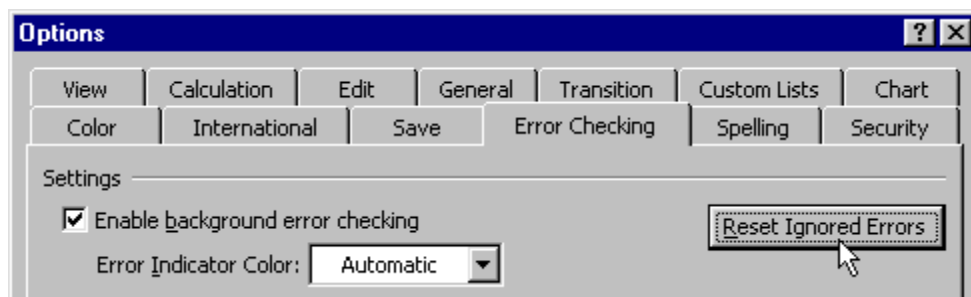 Options
View Calculation Edit General Transition Custom Lists Chart
Color International Save Error Checking Spelling Security
Settings
Enable background error checking
Reset Ignored Errors
Error Indicator Color: Automatic